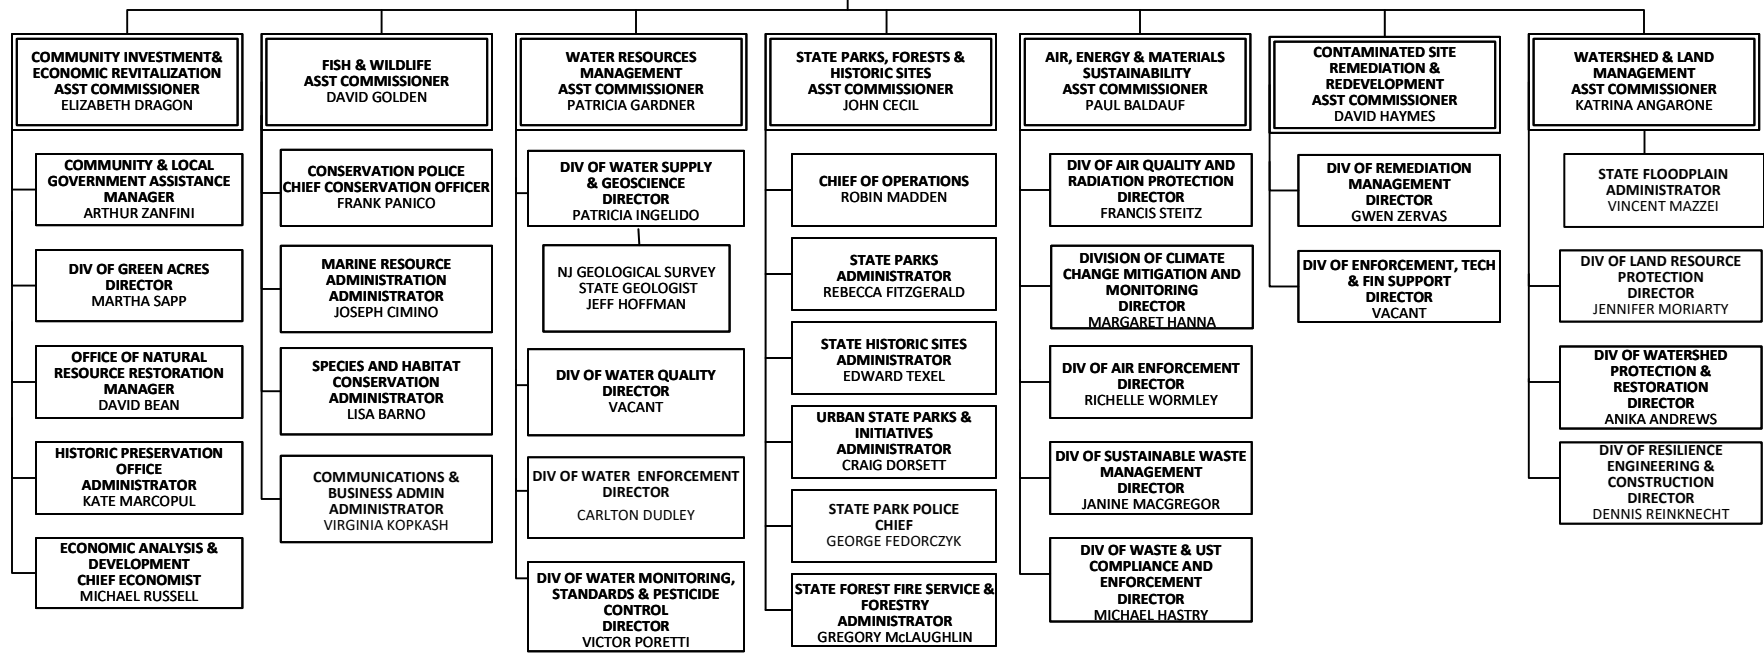 COMMUNITY INVESTMENT&
ECONOMIC REVITALIZATION
ASST COMMISSIONER
ELIZABETH DRAGON
COMMUNITY & LOCAL
GOVERNMENT ASSISTANCE
MANAGER
ARTHUR ZANFINI
DIV OF GREEN ACRES
DIRECTOR
MARTHA SAPP
OFFICE OF NATURAL
RESOURCE RESTORATION
MANAGER
DAVID BEAN
HISTORIC PRESERVATION
OFFICE
ADMINISTRATOR
KATE MARCOPUL
ECONOMIC ANALYSIS &
DEVELOPMENT
CHIEF ECONOMIST
MICHAEL RUSSELL
FISH & WILDLIFE
ASST COMMISSIONER
DAVID GOLDEN
CONSERVATION POLICE
CHIEF CONSERVATION OFFICER
FRANK PANICO
MARINE RESOURCE
ADMINISTRATION
ADMINISTRATOR
JOSEPH CIMINO
SPECIES AND HABITAT
CONSERVATION
ADMINISTRATOR
LISA BARNO
COMMUNICATIONS &
BUSINESS ADMIN
ADMINISTRATOR
VIRGINIA KOPKASH
WATER RESOURCES
MANAGEMENT
ASST COMMISSIONER
PATRICIA GARDNER
DIV OF WATER SUPPLY
& GEOSCIENCE
DIRECTOR
PATRICIA INGELIDO
NJ GEOLOGICAL SURVEY
STATE GEOLOGIST
JEFF HOFFMAN
DIV OF WATER QUALITY
DIRECTOR
VACANT
DIV OF WATER ENFORCEMENT
DIRECTOR
CARLTON DUDLEY
DIV OF WATER MONITORING,
STANDARDS & PESTICIDE
CONTROL
DIRECTOR
VICTOR PORETTI
STATE PARKS, FORESTS &
HISTORIC SITES
ASST COMMISSIONER
JOHN CECIL
CHIEF OF OPERATIONS
ROBIN MADDEN
STATE PARKS
ADMINISTRATOR
REBECCA FITZGERALD
STATE HISTORIC SITES
ADMINISTRATOR
EDWARD TEXEL
URBAN STATE PARKS &
INITIATIVES
ADMINISTRATOR
CRAIG DORSETT
STATE PARK POLICE
CHIEF
GEORGE FEDORCZYK
STATE FOREST FIRE SERVICE &
FORESTRY
ADMINISTRATOR
GREGORY McLAUGHLIN
AIR, ENERGY & MATERIALS
SUSTAINABILITY
ASST COMMISSIONER
PAUL BALDAUF
DIV OF AIR QUALITY AND
RADIATION PROTECTION
DIRECTOR
FRANCIS STEITZ
DIVISION OF CLIMATE
CHANGE MITIGATION AND
MONITORING
DIRECTOR
MARGARET HANNA
DIV OF AIR ENFORCEMENT
DIRECTOR
RICHELLE WORMLEY
DIV OF SUSTAINABLE WASTE
MANAGEMENT
DIRECTOR
JANINE MACGREGOR
DIV OF WASTE & UST
COMPLIANCE AND
ENFORCEMENT
DIRECTOR
MICHAEL HASTRY
CONTAMINATED SITE
REMEDIATION &
REDEVELOPMENT
ASST COMMISSIONER
DAVID HAYMES
DIV OF REMEDIATION
MANAGEMENT
DIRECTOR
GWEN ZERVAS
DIV OF ENFORCEMENT, TECH
& FIN SUPPORT
DIRECTOR
VACANT
WATERSHED & LAND
MANAGEMENT
ASST COMMISSIONER
KATRINA ANGARONE
STATE FLOODPLAIN
ADMINISTRATOR
VINCENT MAZZEI
DIV OF LAND RESOURCE
PROTECTION
DIRECTOR
JENNIFER MORIARTY
DIV OF WATERSHED
PROTECTION &
RESTORATION
DIRECTOR
ANIKA ANDREWS
DIV OF RESILIENCE
ENGINEERING &
CONSTRUCTION
DIRECTOR
DENNIS REINKNECHT